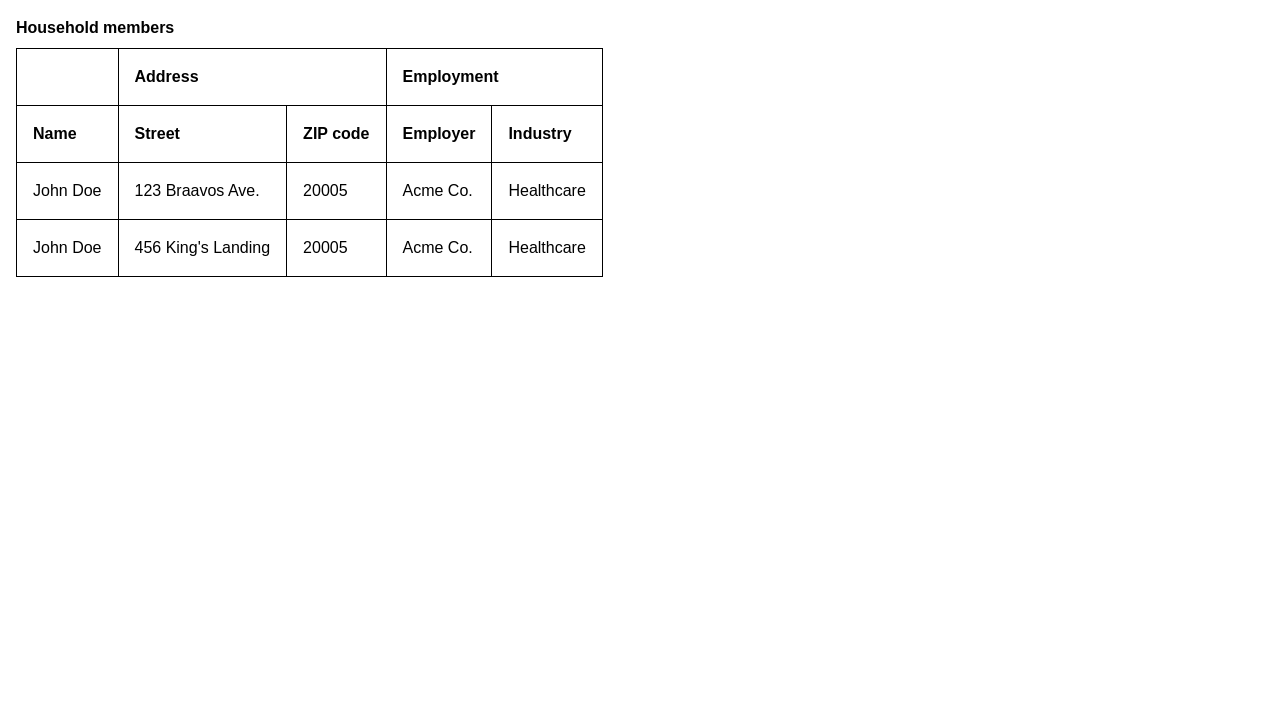 Household members
Address Employment
Name Street ZIP code Employer Industry
John Doe 123 Braavos Ave. 20005 Acme Co. Healthcare
John Doe 456 King's Landing 20005 Acme Co. Healthcare